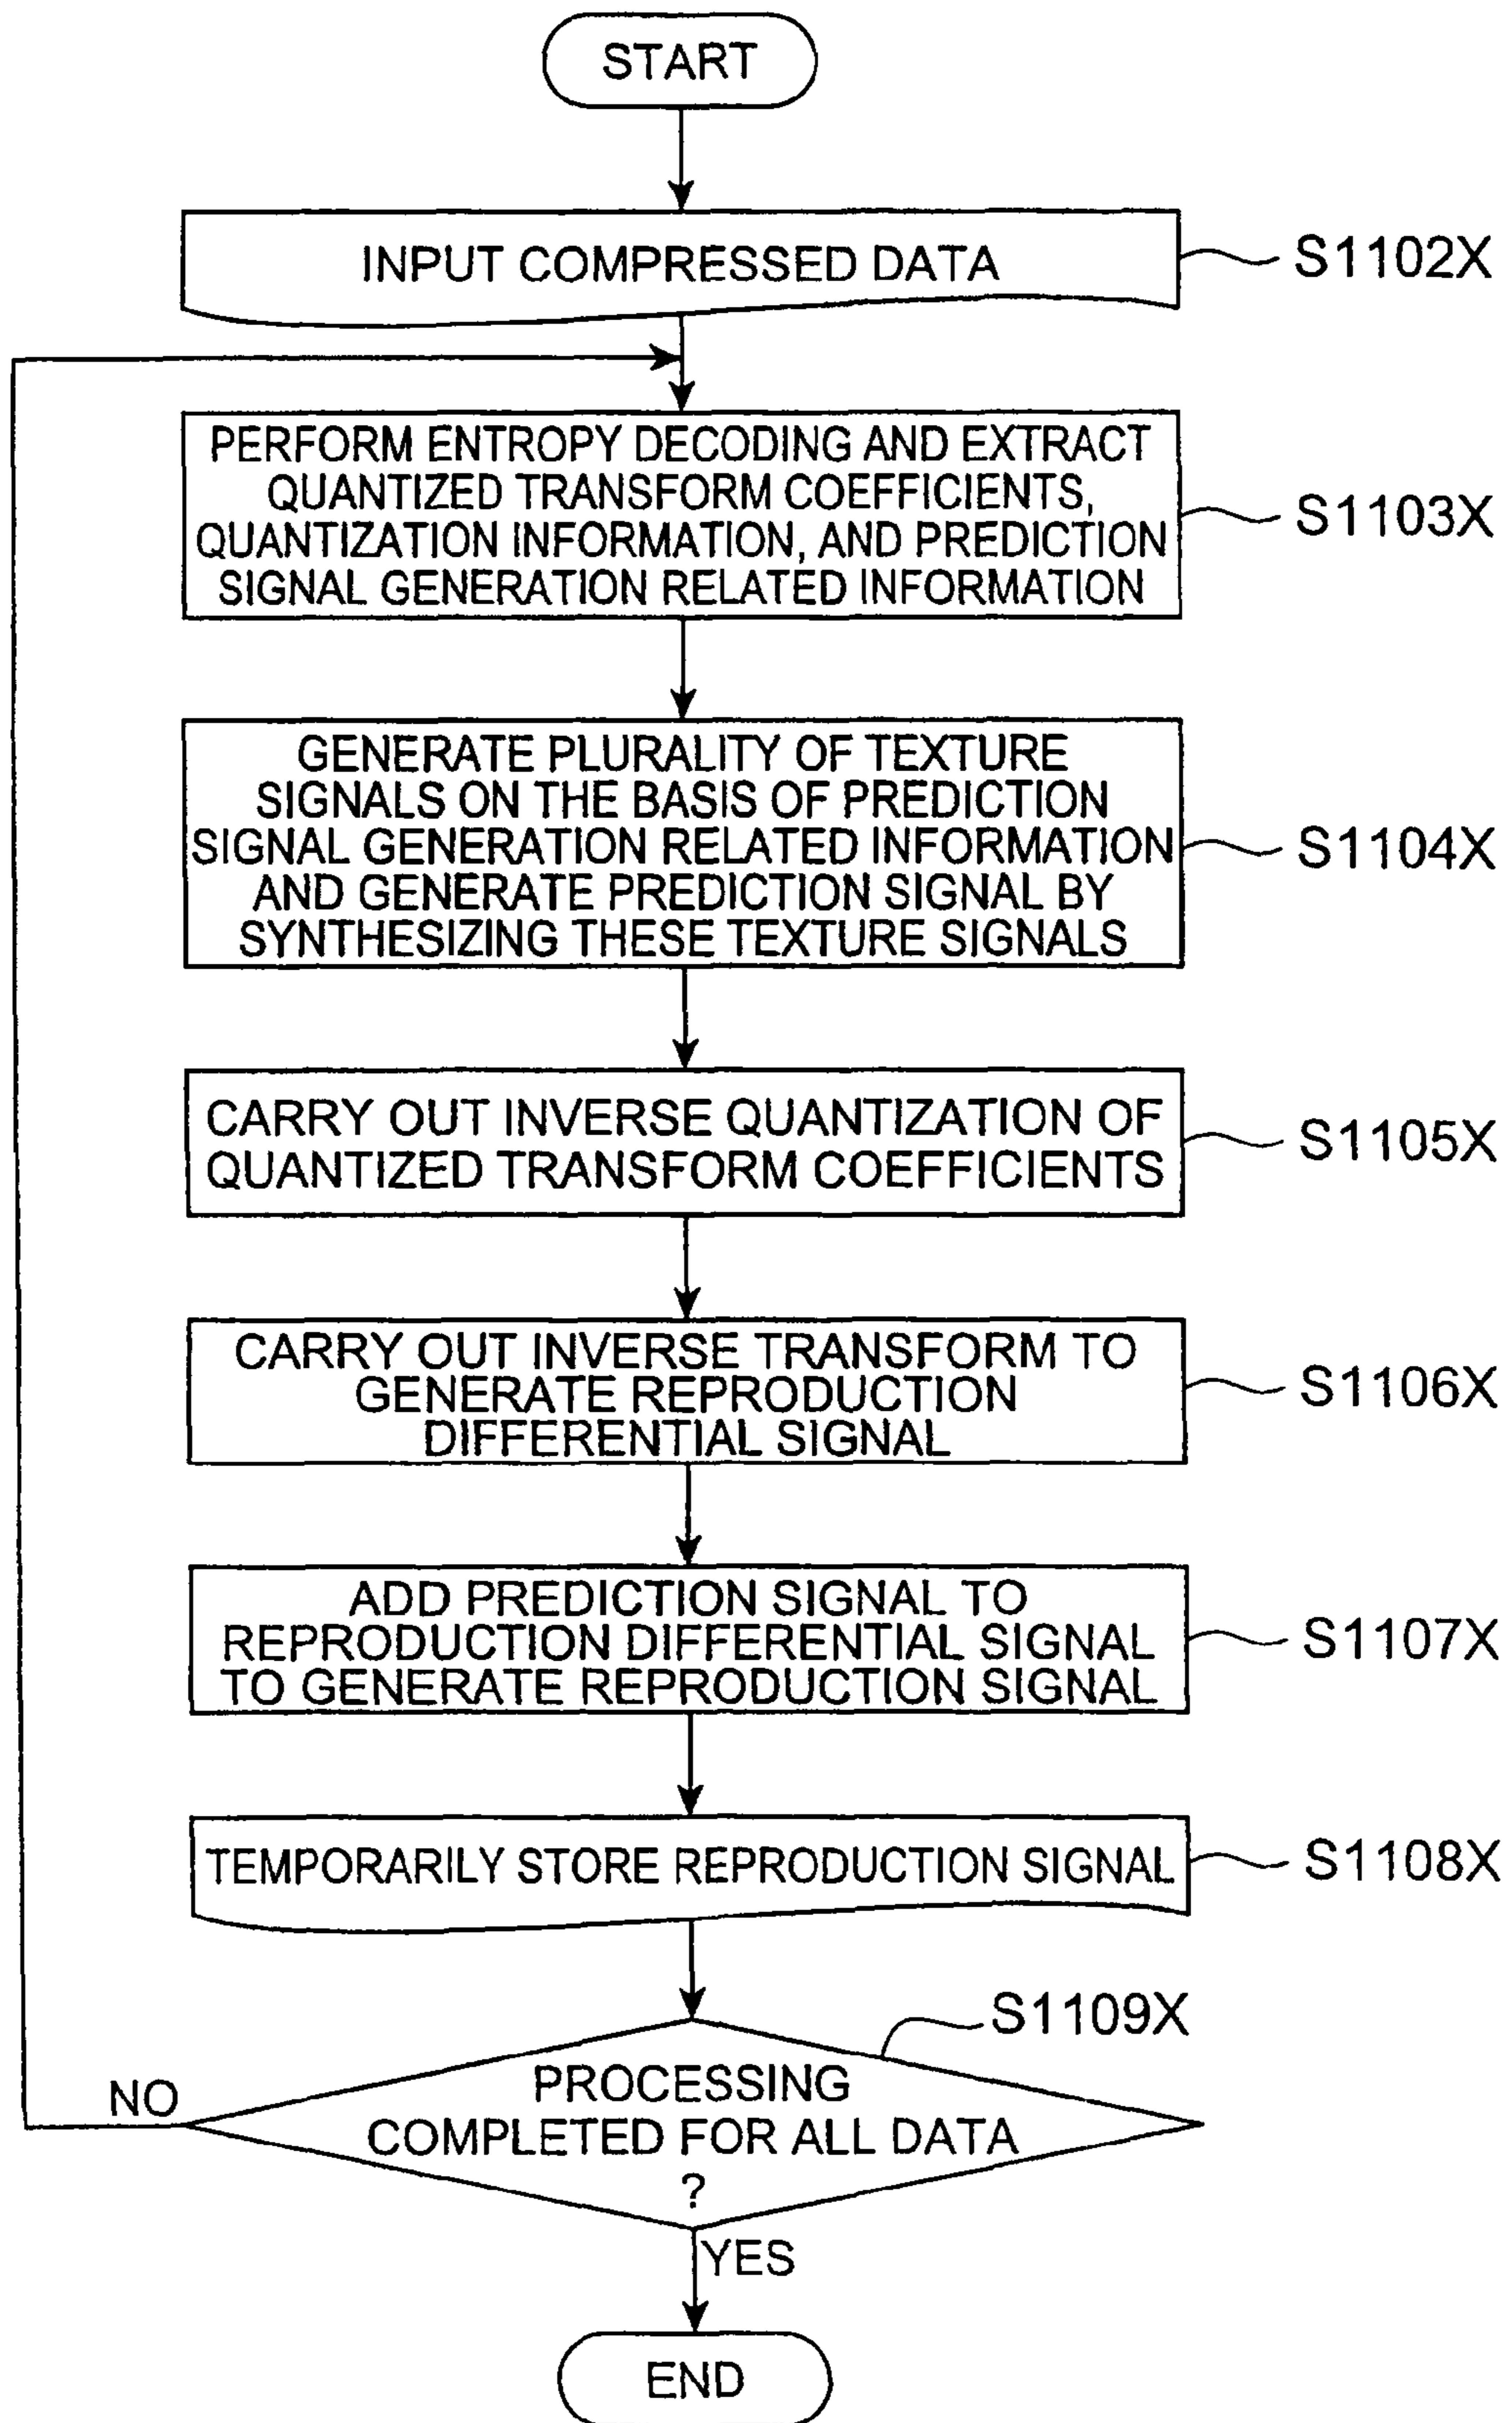 START
INPUT COMPRESSED DATA
S1102X
PERFORM ENTROPY DECODING AND EXTRACT
QUANTIZED TRANSFORM COEFFICIENTS,
QUANTIZATION INFORMATION, AND PREDICTION
SIGNAL GENERATION RELATED INFORMATION
S1103X
GENERATE PLURALITY OF TEXTURE
SIGNALS ON THE BASIS OF PREDICTION
SIGNAL GENERATION RELATED INFORMATION
AND GENERATE PREDICTION SIGNAL BY
SYNTHESIZING THESE TEXTURE SIGNALS
S1104X
CARRY OUT INVERSE QUANTIZATION OF
QUANTIZED TRANSFORM COEFFICIENTS
S1105X
CARRY OUT INVERSE TRANSFORM TO
GENERATE REPRODUCTION
DIFFERENTIAL SIGNAL
S1106X
ADD PREDICTION SIGNAL TO
REPRODUCTION DIFFERENTIAL SIGNAL
TO GENERATE REPRODUCTION SIGNAL
S1107X
TEMPORARILY STORE REPRODUCTION SIGNAL
S1108X
S1109X
PROCESSING
COMPLETED FOR ALL DATA
?
NO
YES
END